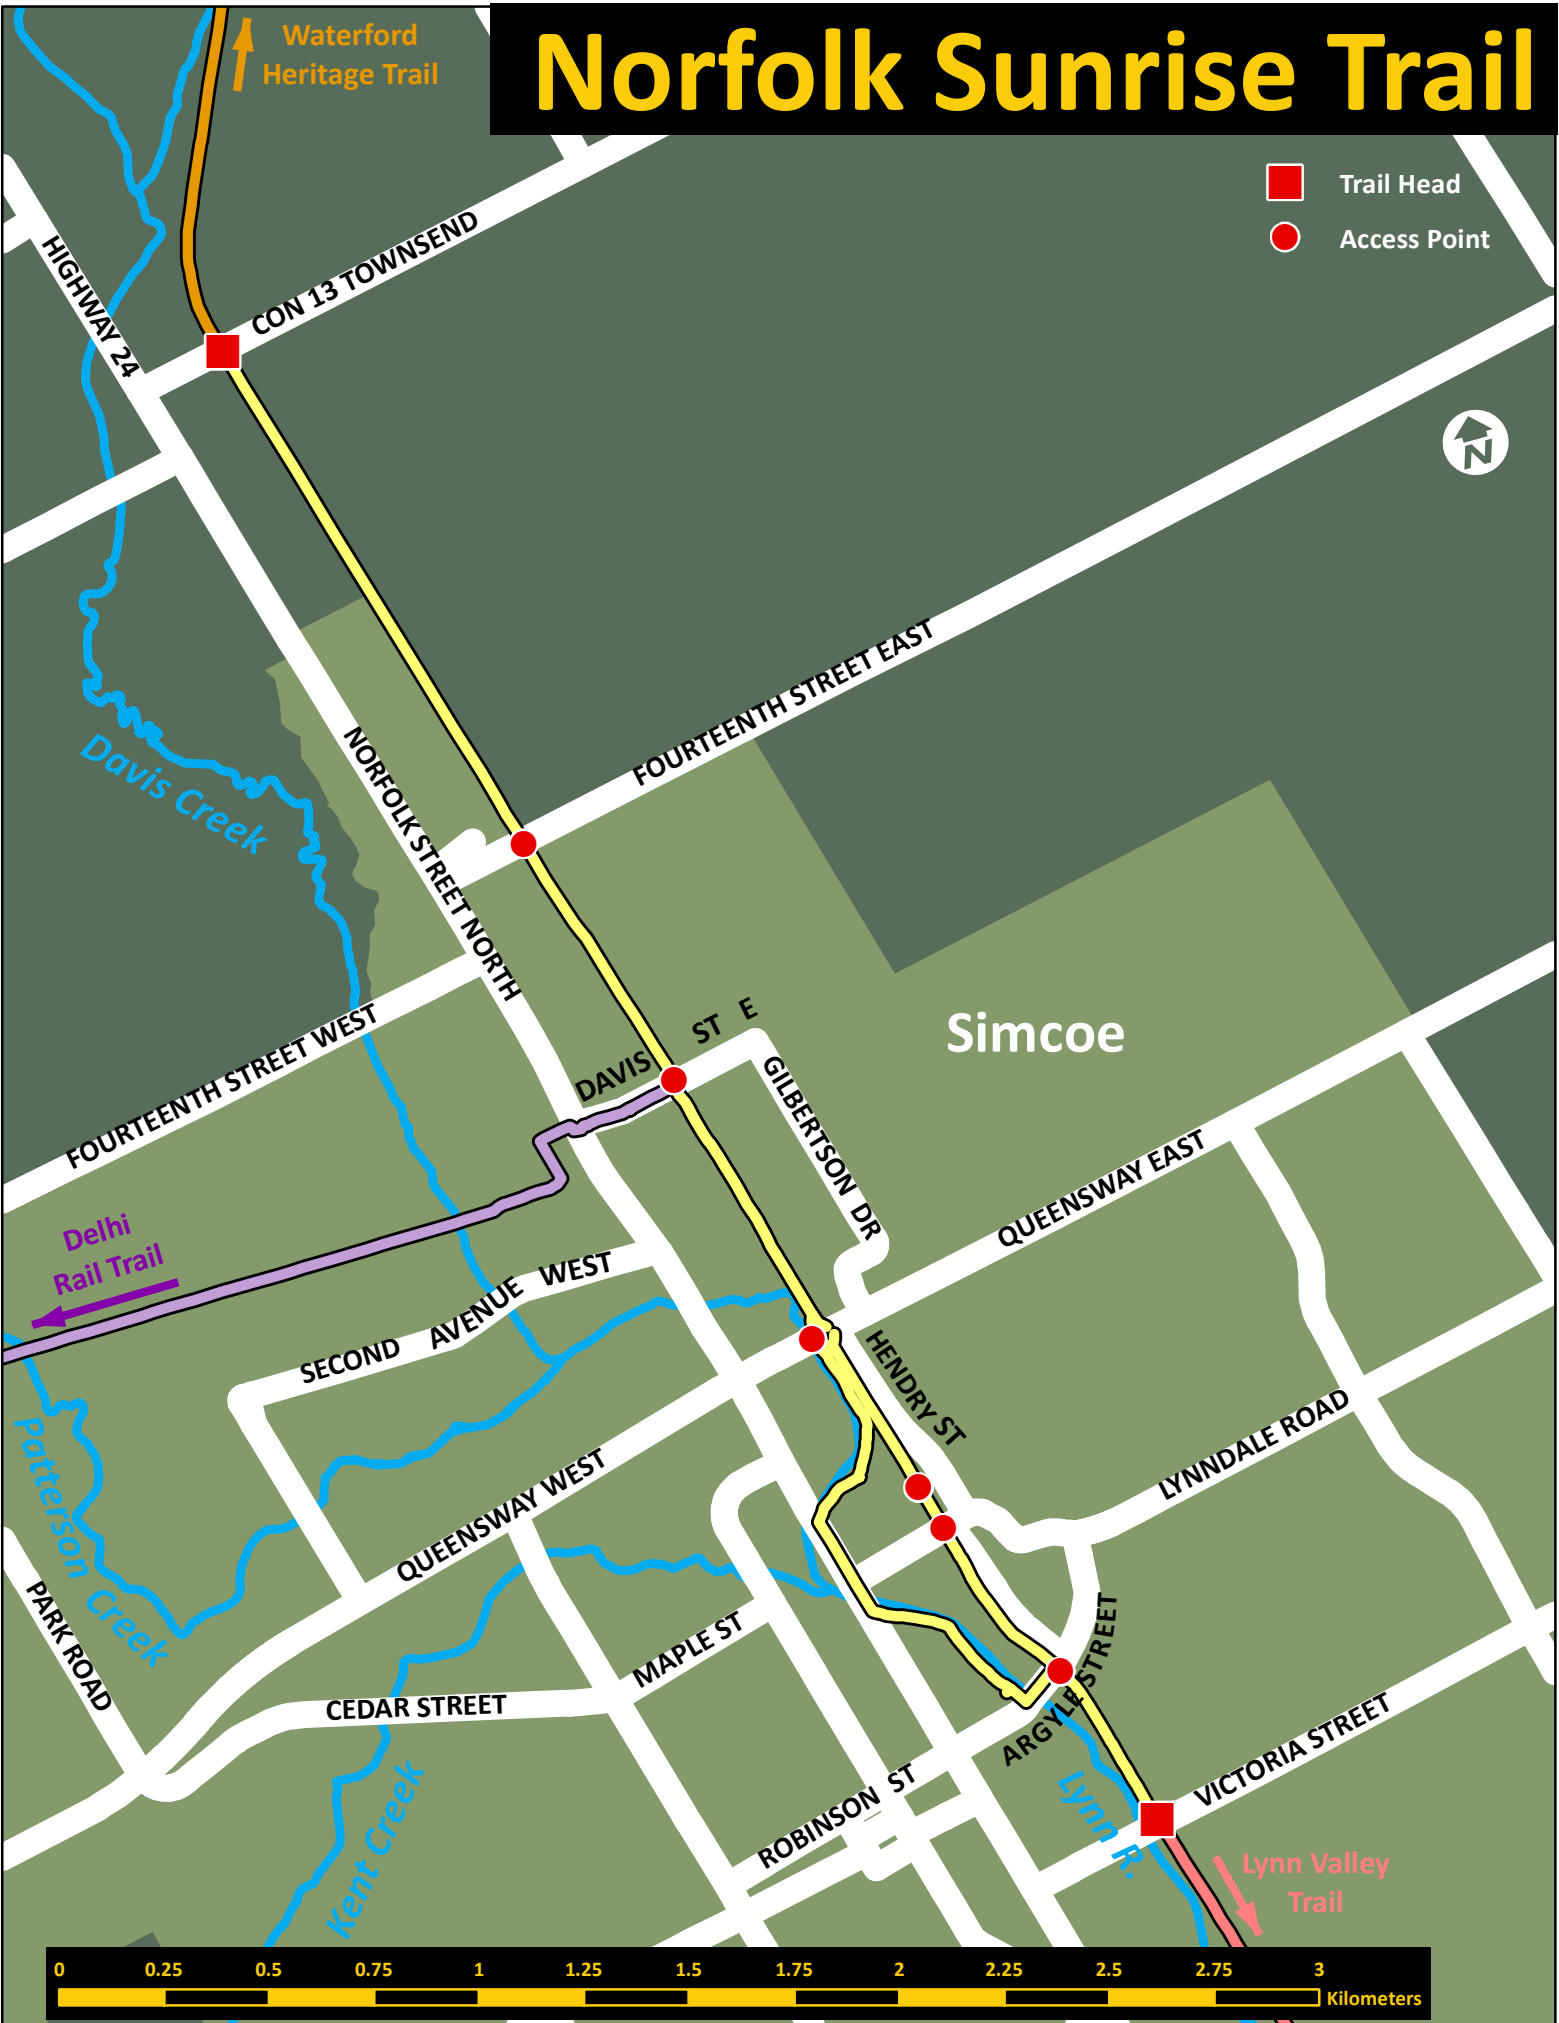 Norfolk Sunrise Trail
Waterford
Heritage Trail
Trail Head
Access Point
CON 13 TOWNSEND
HIGHWAY 24
N
FOURTEENTH STREET EAST
NORFOLK STREET NORTH
Davis Creek
Simcoe
DAVIS ST E
FOURTEENTH STREET WEST
GILBERTSON DR
QUEENSWAY EAST
Delhi
Rail Trail
SECOND AVENUE WEST
HENDRY ST
LYNNDALE ROAD
Patterson Creek
QUEENSWAY WEST
PARK ROAD
MAPLE ST
CEDAR STREET
ARGYLE STREET
VICTORIA STREET
ROBINSON ST
Kent Creek
Lynn R.
Lynn Valley
Trail
0 0.25 0.5 0.75 1 1.25 1.5 1.75 2 2.25 2.5 2.75 3
Kilometers